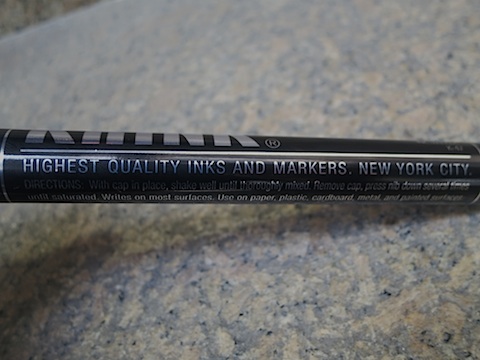 KRINK®
HIGHEST QUALITY INKS AND MARKERS. NEW YORK CITY.
DIRECTIONS: With cap in place, shake well until thoroughly mixed. Remove cap, press nib down several times
until saturated. Writes on most surfaces. Use on paper, plastic, cardboard, metal, and painted surfaces